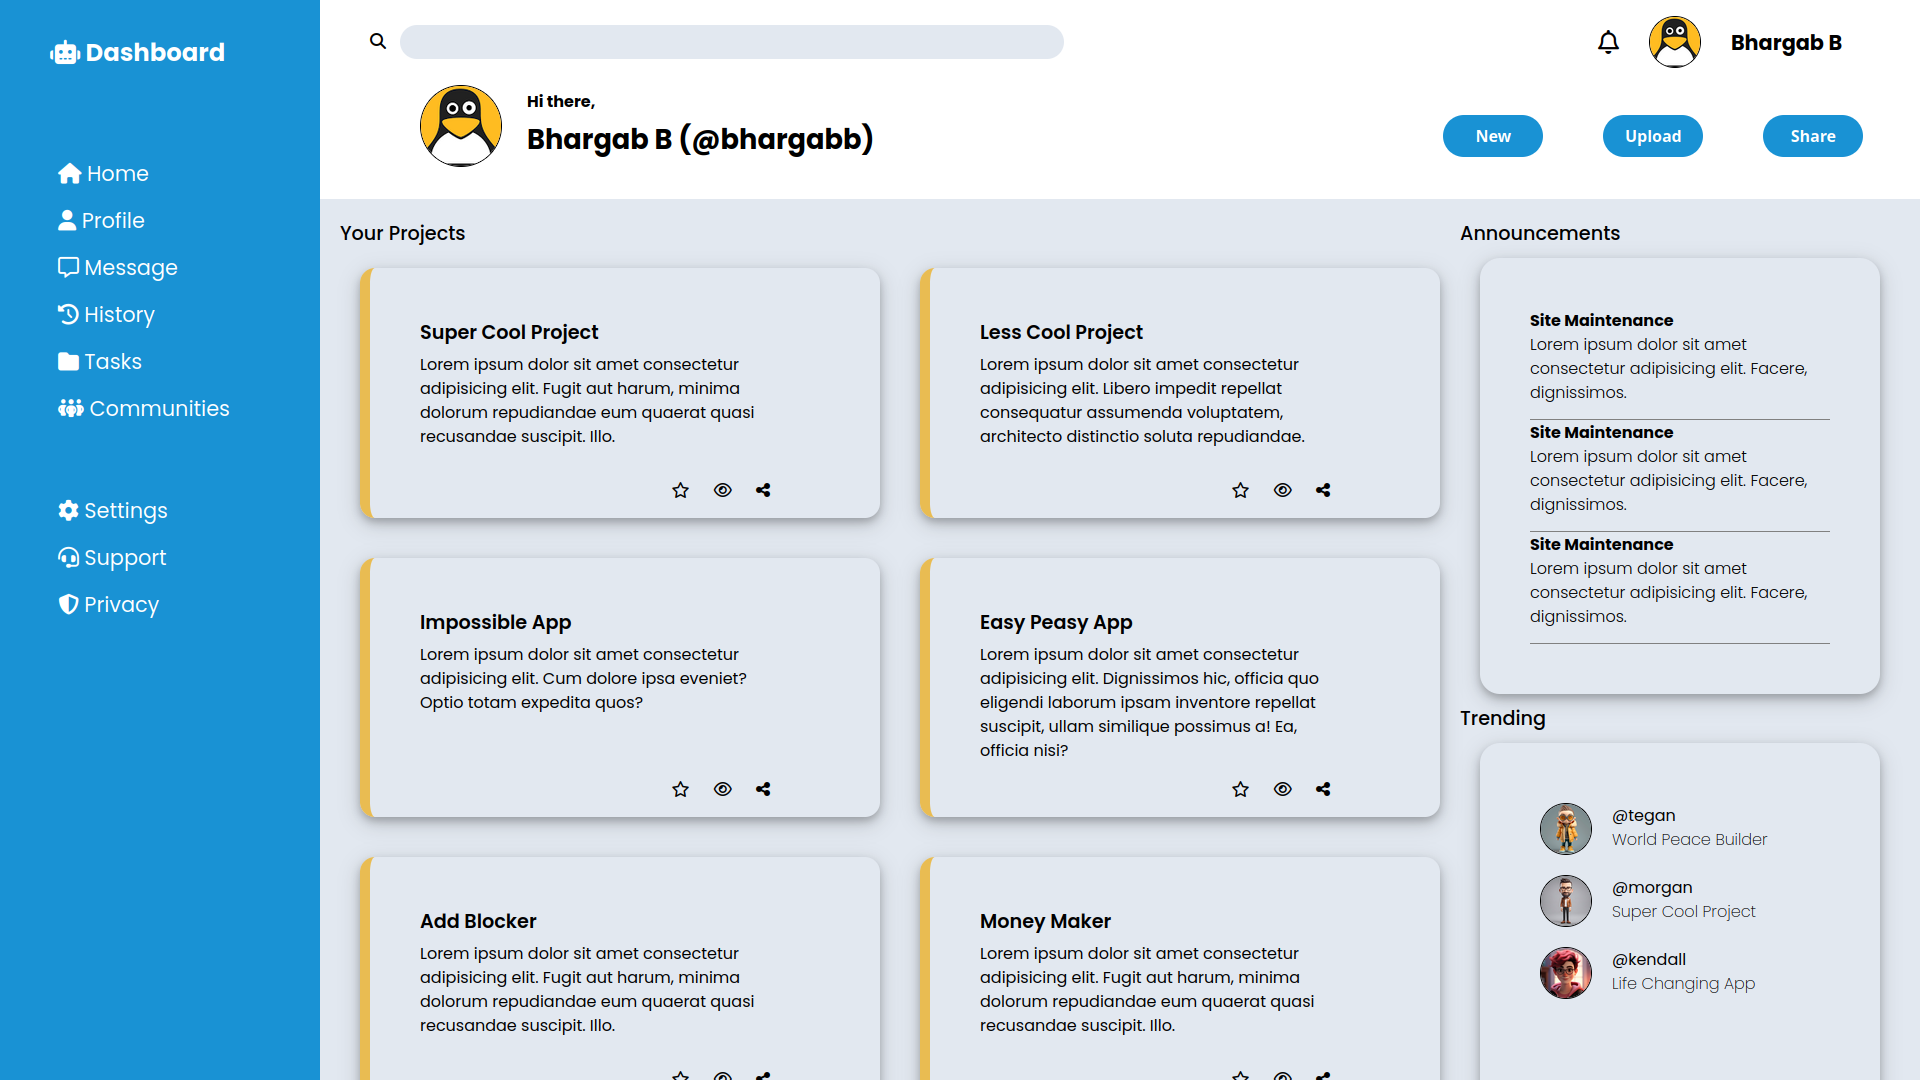 Dashboard
Home
Profile
Message
History
Tasks
Communities
Settings
Support
Privacy
Bhargab B
Hi there,
Bhargab B (@bhargabb)
New
Upload
Share
Your Projects
Super Cool Project
Lorem ipsum dolor sit amet consectetur
adipisicing elit. Fugit aut harum, minima
dolorum repudiandae eum quaerat quasi
recusandae suscipit. Illo.
Less Cool Project
Lorem ipsum dolor sit amet consectetur
adipisicing elit. Libero impedit repellat
consequatur assumenda voluptatem,
architecto distinctio soluta repudiandae.
Impossible App
Lorem ipsum dolor sit amet consectetur
adipisicing elit. Cum dolore ipsa eveniet?
Optio totam expedita quos?
Easy Peasy App
Lorem ipsum dolor sit amet consectetur
adipisicing elit. Dignissimos hic, officia quo
eligendi laborum ipsam inventore repellat
suscipit, ullam similique possimus a! Ea,
officia nisi?
Add Blocker
Lorem ipsum dolor sit amet consectetur
adipisicing elit. Fugit aut harum, minima
dolorum repudiandae eum quaerat quasi
recusandae suscipit. Illo.
Money Maker
Lorem ipsum dolor sit amet consectetur
adipisicing elit. Fugit aut harum, minima
dolorum repudiandae eum quaerat quasi
recusandae suscipit. Illo.
Announcements
Site Maintenance
Lorem ipsum dolor sit amet
consectetur adipisicing elit. Facere,
dignissimos.
Site Maintenance
Lorem ipsum dolor sit amet
consectetur adipisicing elit. Facere,
dignissimos.
Site Maintenance
Lorem ipsum dolor sit amet
consectetur adipisicing elit. Facere,
dignissimos.
Trending
@tegan
World Peace Builder
@morgan
Super Cool Project
@kendall
Life Changing App